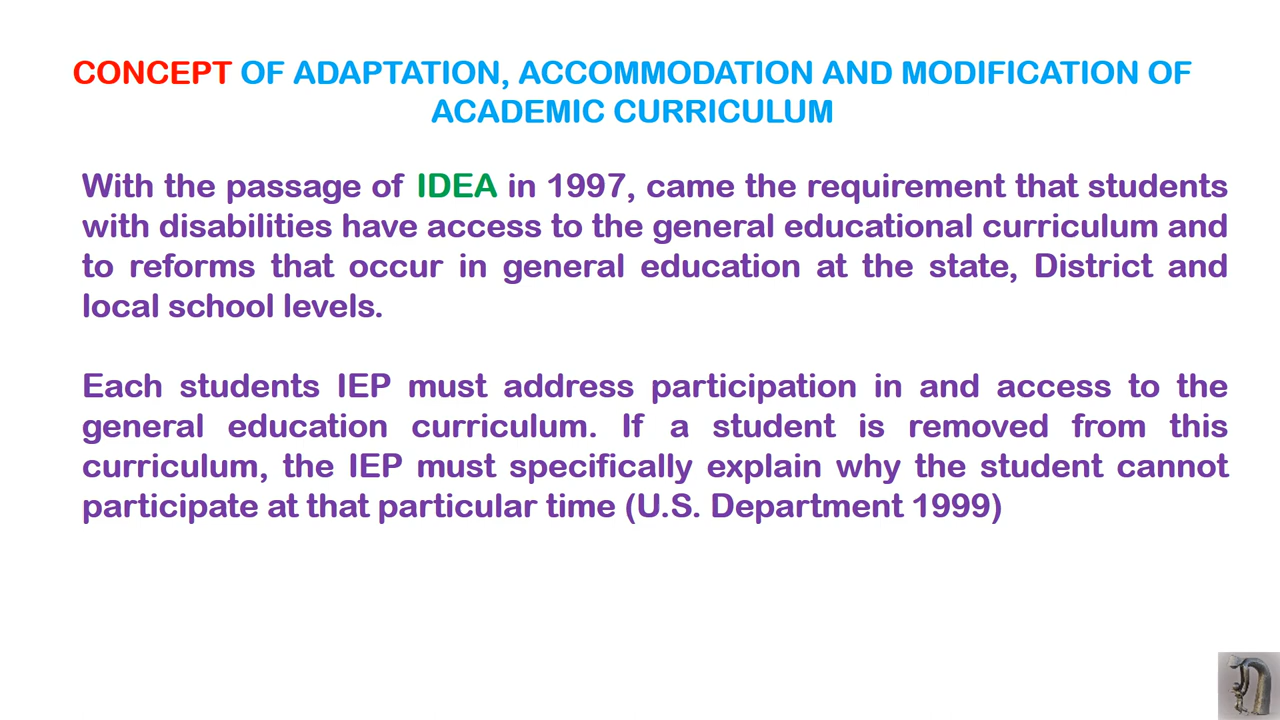 CONCEPT OF ADAPTATION, ACCOMMODATION AND MODIFICATION OF
ACADEMIC CURRICULUM
With the passage of IDEA in 1997, came the requirement that students
with disabilities have access to the general educational curriculum and
to reforms that occur in general education at the state, District and
local school levels.
Each students IEP must address participation in and access to the
general education curriculum. If a student is removed from this
curriculum, the IEP must specifically explain why the student cannot
participate at that particular time (U.S. Department 1999)